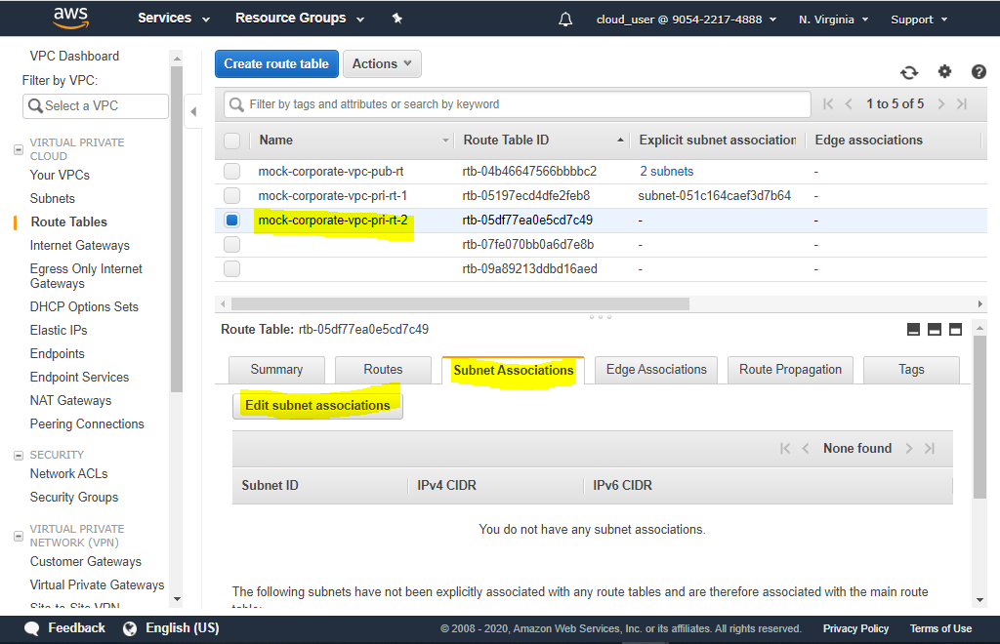 aws Services Resource Groups cloud_user @ 9054-2217-4888 N. Virginia Support
VPC Dashboard
Filter by VPC:
Select a VPC
VIRTUAL PRIVATE
CLOUD
Your VPCs
Subnets
Route Tables
Internet Gateways
Egress Only Internet
Gateways
DHCP Options Sets
Elastic IPs
Endpoints
Endpoint Services
NAT Gateways
Peering Connections
SECURITY
Network ACLs
Security Groups
VIRTUAL PRIVATE
NETWORK (VPN)
Customer Gateways
Virtual Private Gateways
Site-to-Site VPN
Create route table Actions
Filter by tags and attributes or search by keyword 1 to 5 of 5
Name Route Table ID Explicit subnet association Edge associations
mock-corporate-vpc-pub-rt rtb-04b46647566bbbbc2 2 subnets -
mock-corporate-vpc-pri-rt-1 rtb-05197ecd4dfe2feb8 subnet-051c164caef3d7b64 -
mock-corporate-vpc-pri-rt-2 rtb-05df77ea0e5cd7c49 - -
rtb-07fe070bb0a6d7e8b - -
rtb-09a89213ddbd16aed - -
Route Table: rtb-05df77ea0e5cd7c49
Summary Routes Subnet Associations Edge Associations Route Propagation Tags
Edit subnet associations
None found
Subnet ID IPv4 CIDR IPv6 CIDR
You do not have any subnet associations.
The following subnets have not been explicitly associated with any route tables and are therefore associated with the main route
table:
Feedback English (US) © 2008 - 2020, Amazon Web Services, Inc. or its affiliates. All rights reserved. Privacy Policy Terms of Use